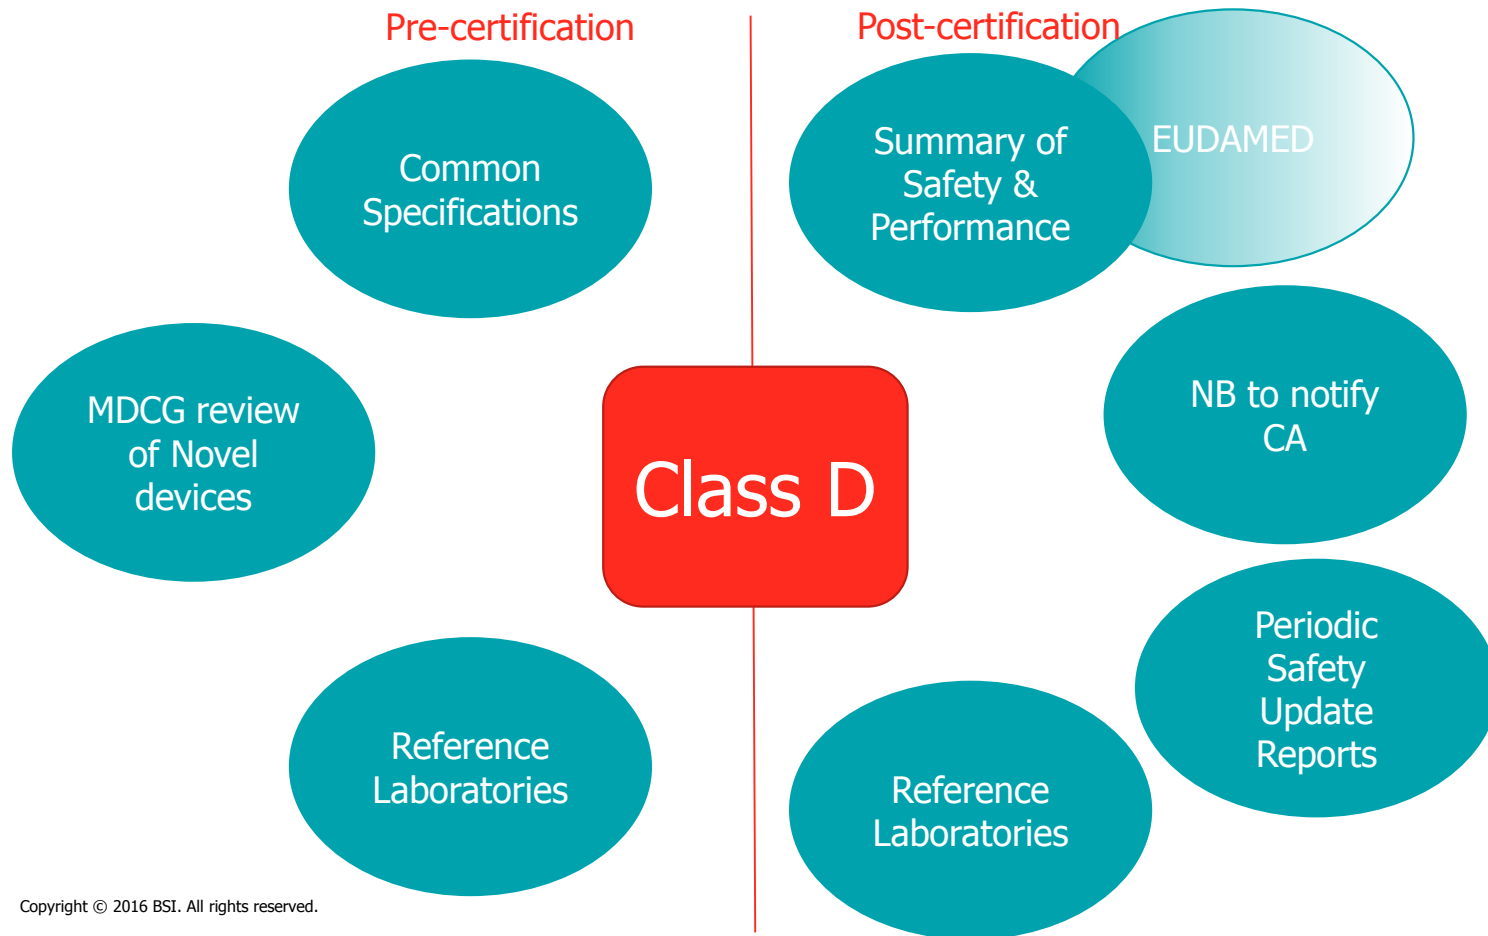 Pre-certification
Post-certification
Common
Specifications
MDCG review
of Novel
devices
Reference
Laboratories
Class D
Summary of
Safety &
Performance
EUDAMED
NB to notify
CA
Periodic
Safety
Update
Reports
Reference
Laboratories
Copyright © 2016 BSI. All rights reserved.